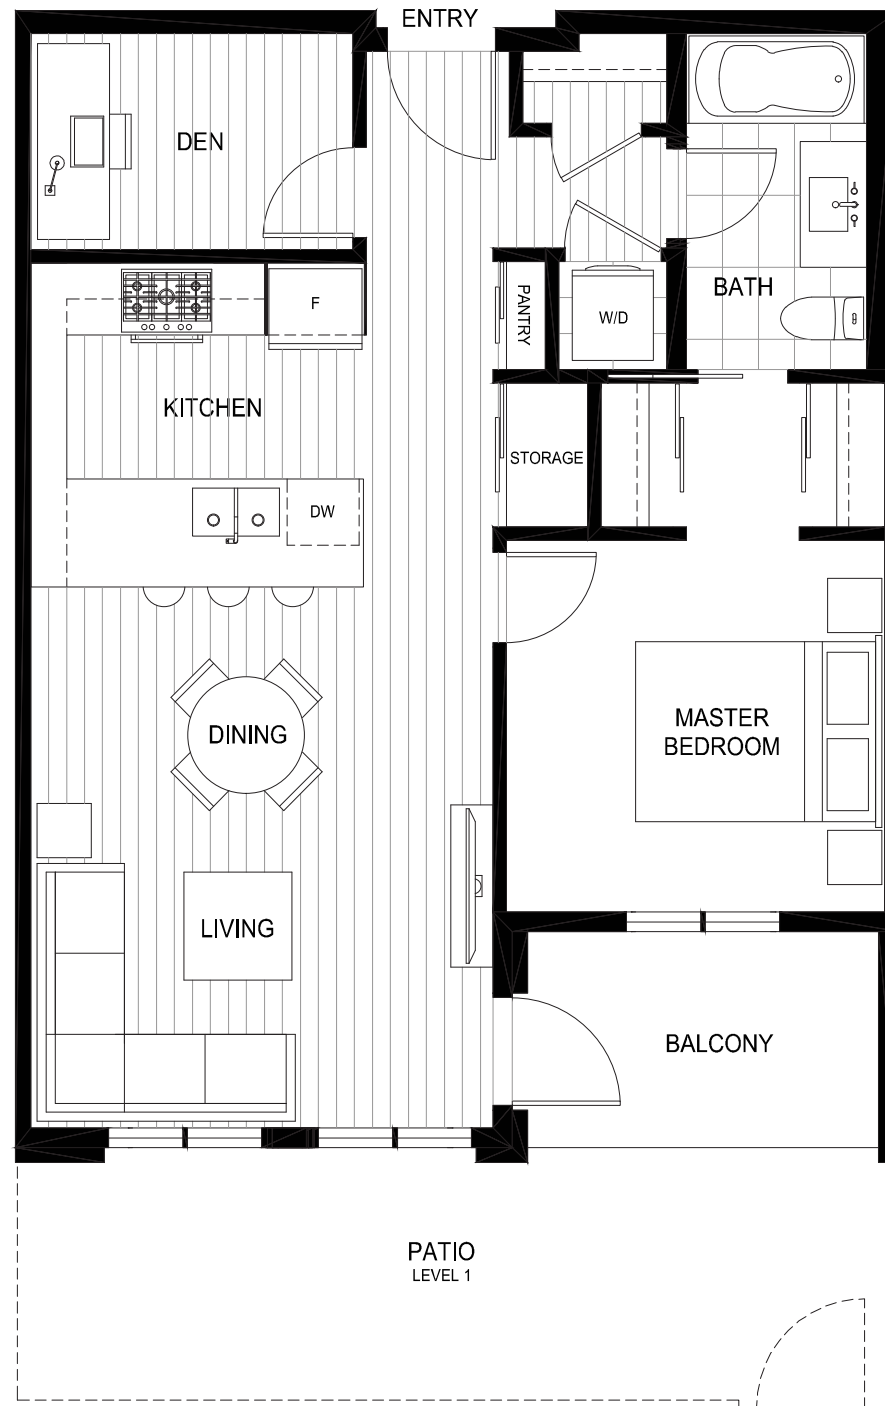 ENTRY
DEN
BATH
F
PANTRY
W/D
KITCHEN
STORAGE
DW
MASTER
BEDROOM
DINING
LIVING
BALCONY
PATIO
LEVEL 1